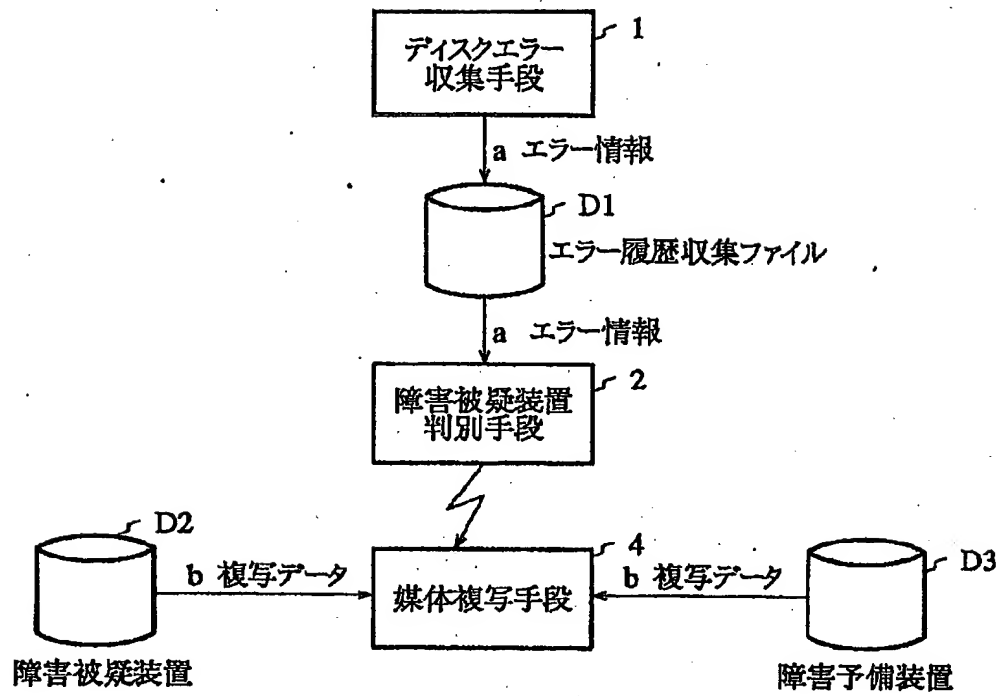 1
ディスクエラー
収集手段
a エラー情報
D1
エラー履歴収集ファイル
a エラー情報
2
障害被疑装置
判別手段
D2
b 複写データ
障害被疑装置
4
媒体複写手段
b 複写データ
D3
障害予備装置